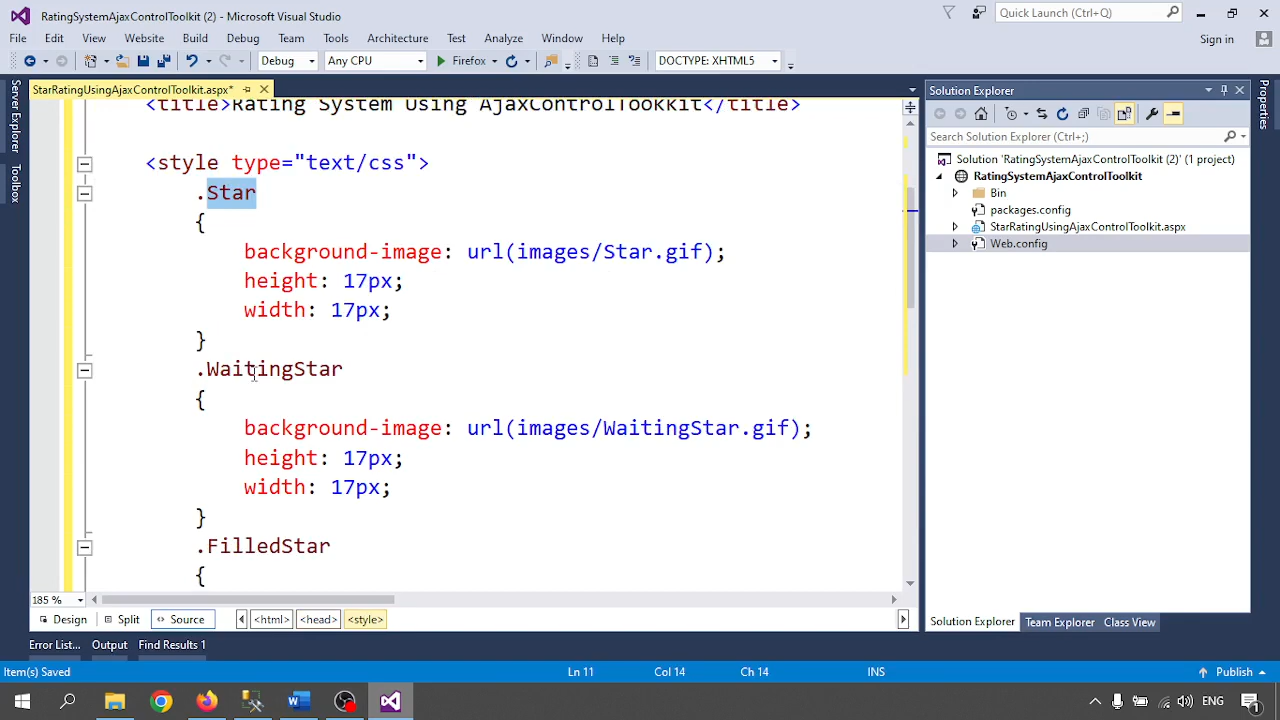 RatingSystemAjaxControlToolkit (2) - Microsoft Visual Studio
Quick Launch (Ctrl+Q)
File Edit View Website Build Debug Team Tools Architecture Test Analyze Window Help
Sign in
Debug Any CPU Firefox DOCTYPE: XHTML5
Server Explorer
Toolbox
StarRatingUsingAjaxControlToolkit.aspx*
<title>Rating System Using AjaxControlTookkit</title>
<style type="text/css">
.Star
{
background-image: url(images/Star.gif);
height: 17px;
width: 17px;
}
.WaitingStar
{
background-image: url(images/WaitingStar.gif);
height: 17px;
width: 17px;
}
.FilledStar
{
185 %
Design Split Source <html> <head> <style>
Solution Explorer
Search Solution Explorer (Ctrl+;)
Solution 'RatingSystemAjaxControlToolkit (2)' (1 project)
RatingSystemAjaxControlToolkit
Bin
packages.config
StarRatingUsingAjaxControlToolkit.aspx
Web.config
Solution Explorer Team Explorer Class View
Properties
Error List... Output Find Results 1
Item(s) Saved Ln 11 Col 14 Ch 14 INS Publish
ENG
1